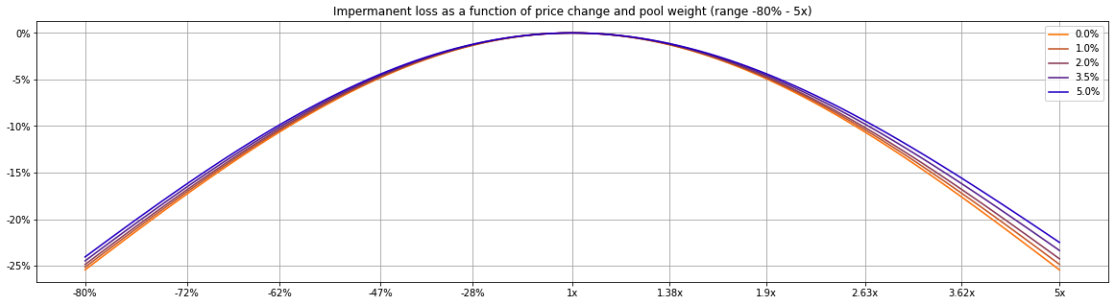 Impermanent loss as a function of price change and pool weight (range -80% - 5x)
0%
-5%
-10%
-15%
-20%
-25%
-80%
-72%
-62%
-47%
-28%
1x
1.38x
1.9x
2.63x
3.62x
5x
0.0%
1.0%
2.0%
3.5%
5.0%